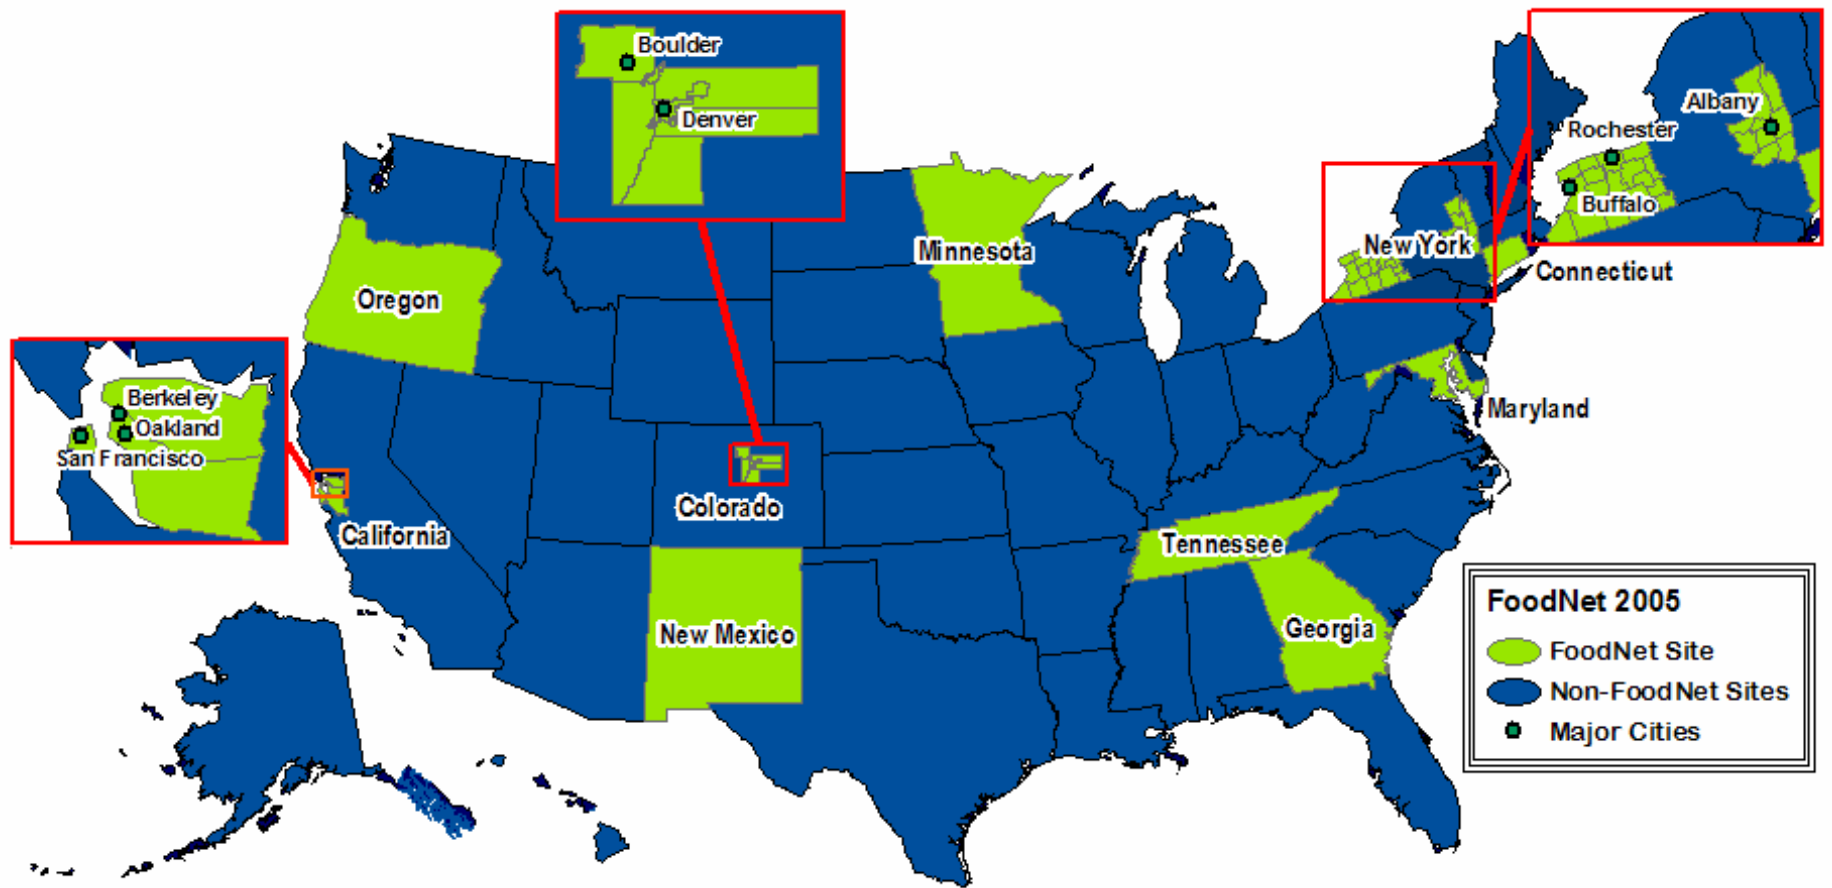 Boulder
Denver
Albany
Rochester
Buffalo
Minnesota
New York
Connecticut
Oregon
Berkeley
Oakland
San Francisco
Maryland
Colorado
California
Tennessee
New Mexico
Georgia
FoodNet 2005
FoodNet Site
Non-FoodNet Sites
Major Cities